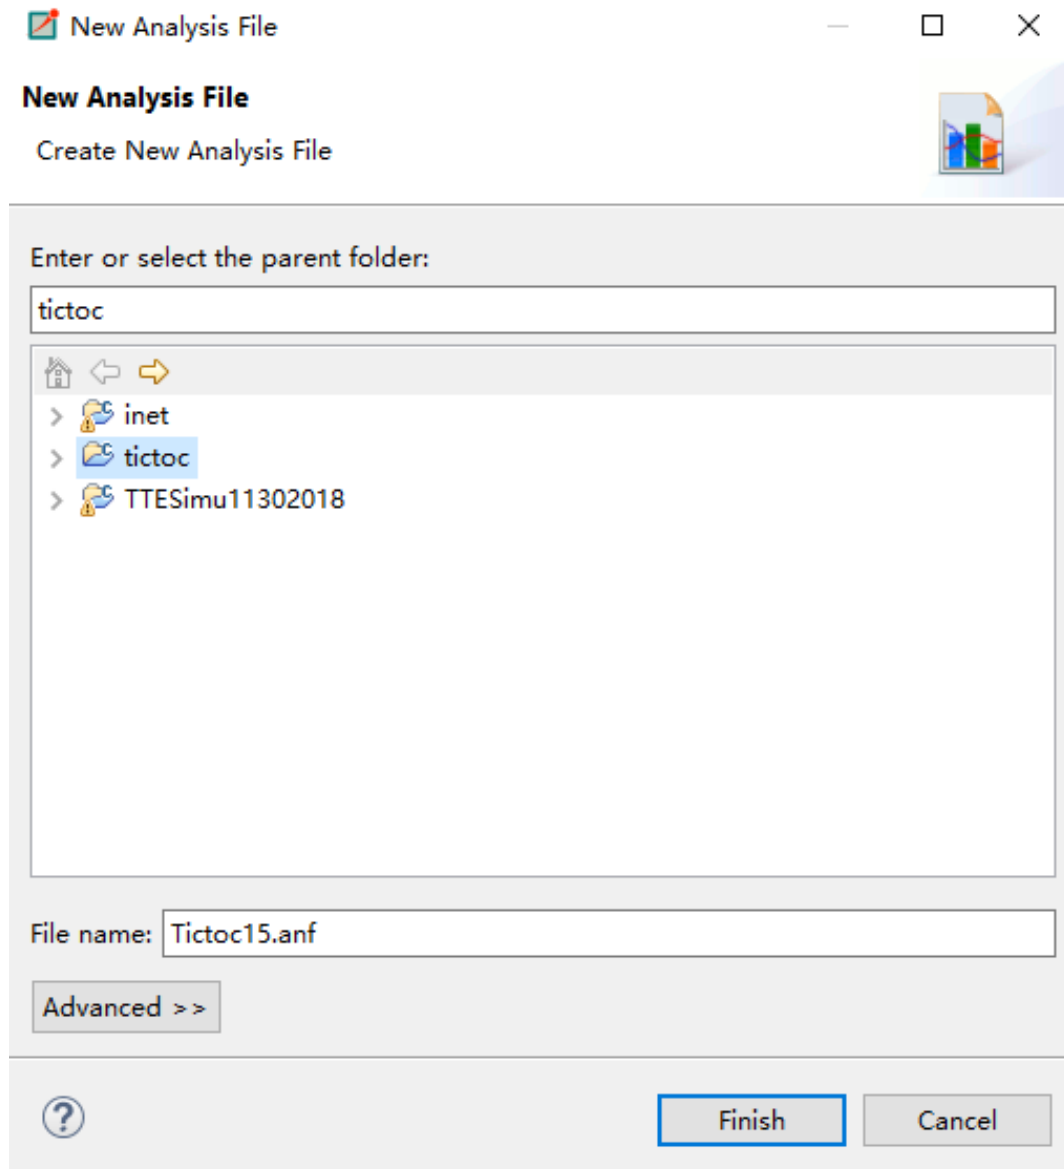 New Analysis File
New Analysis File
Create New Analysis File
Enter or select the parent folder:
tictoc
inet
tictoc
TTESimu11302018
File name: Tictoc15.anf
Advanced >>
? Finish Cancel